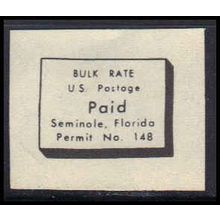 BULK RATE
U.S. Postage
Paid
Seminole, Florida
Permit No. 148